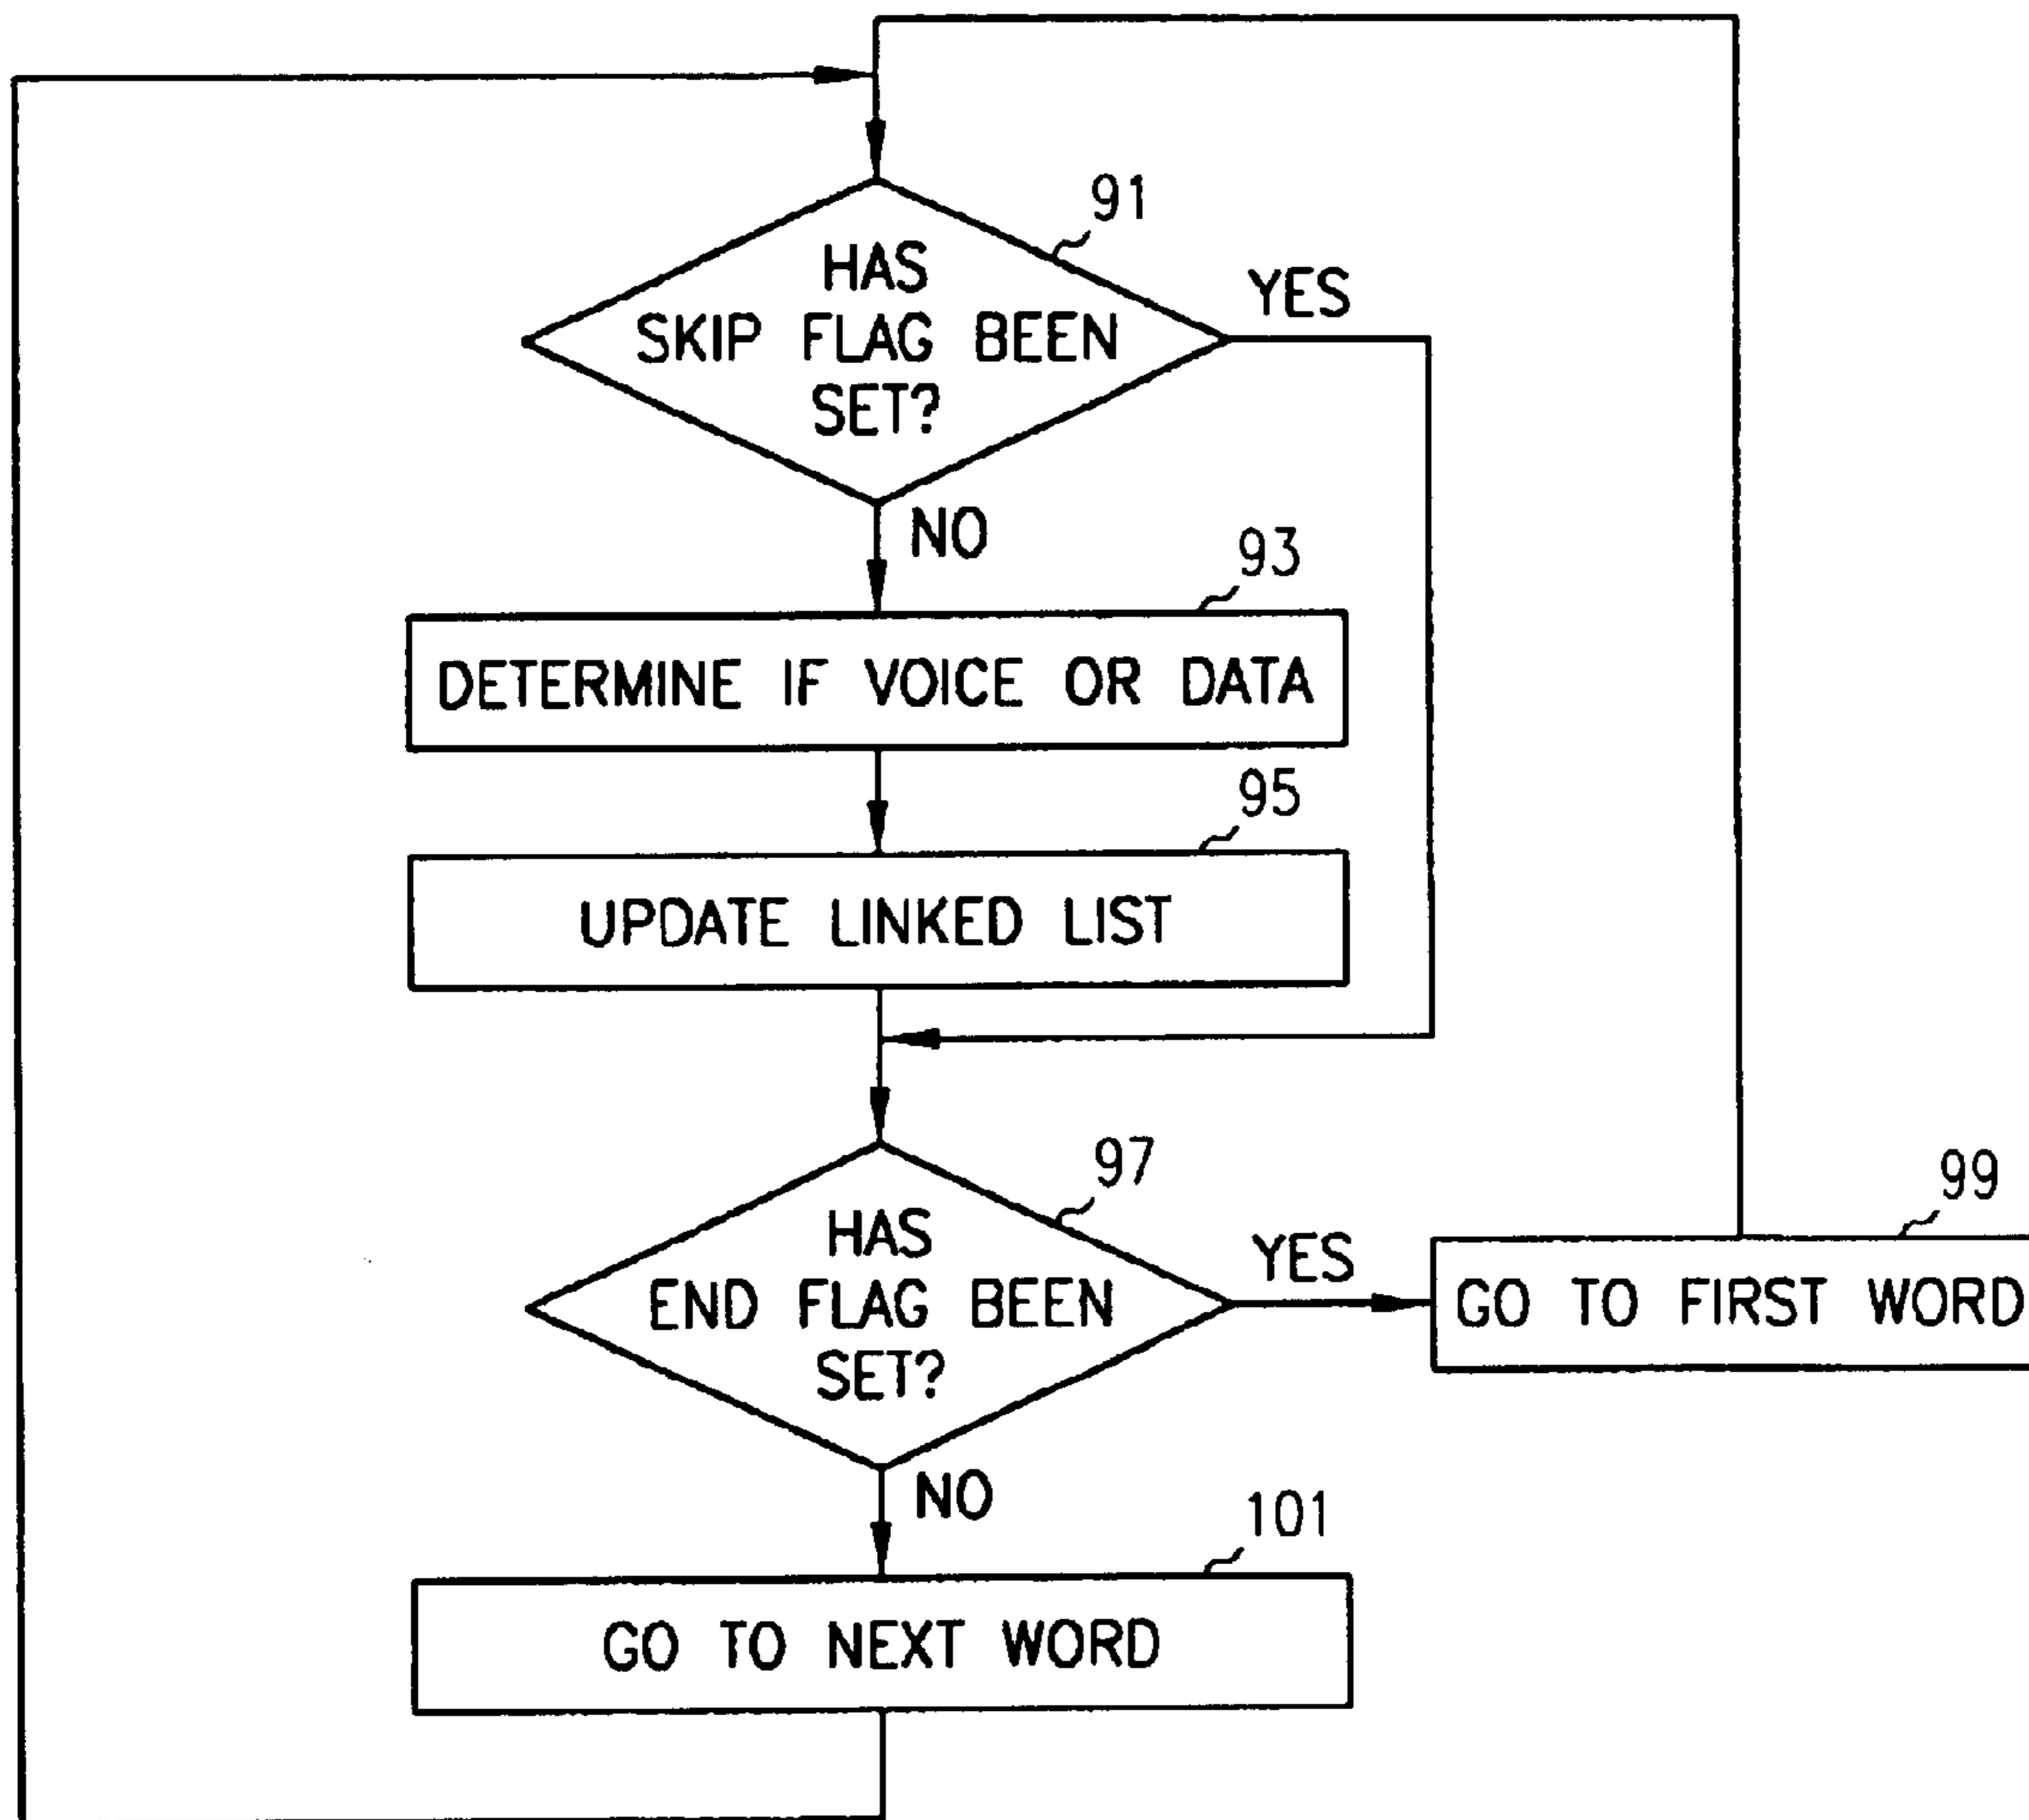 91
HAS
SKIP FLAG BEEN
SET?
YES
NO
93
DETERMINE IF VOICE OR DATA
95
UPDATE LINKED LIST
97
HAS
END FLAG BEEN
SET?
YES
99
GO TO FIRST WORD
NO
101
GO TO NEXT WORD